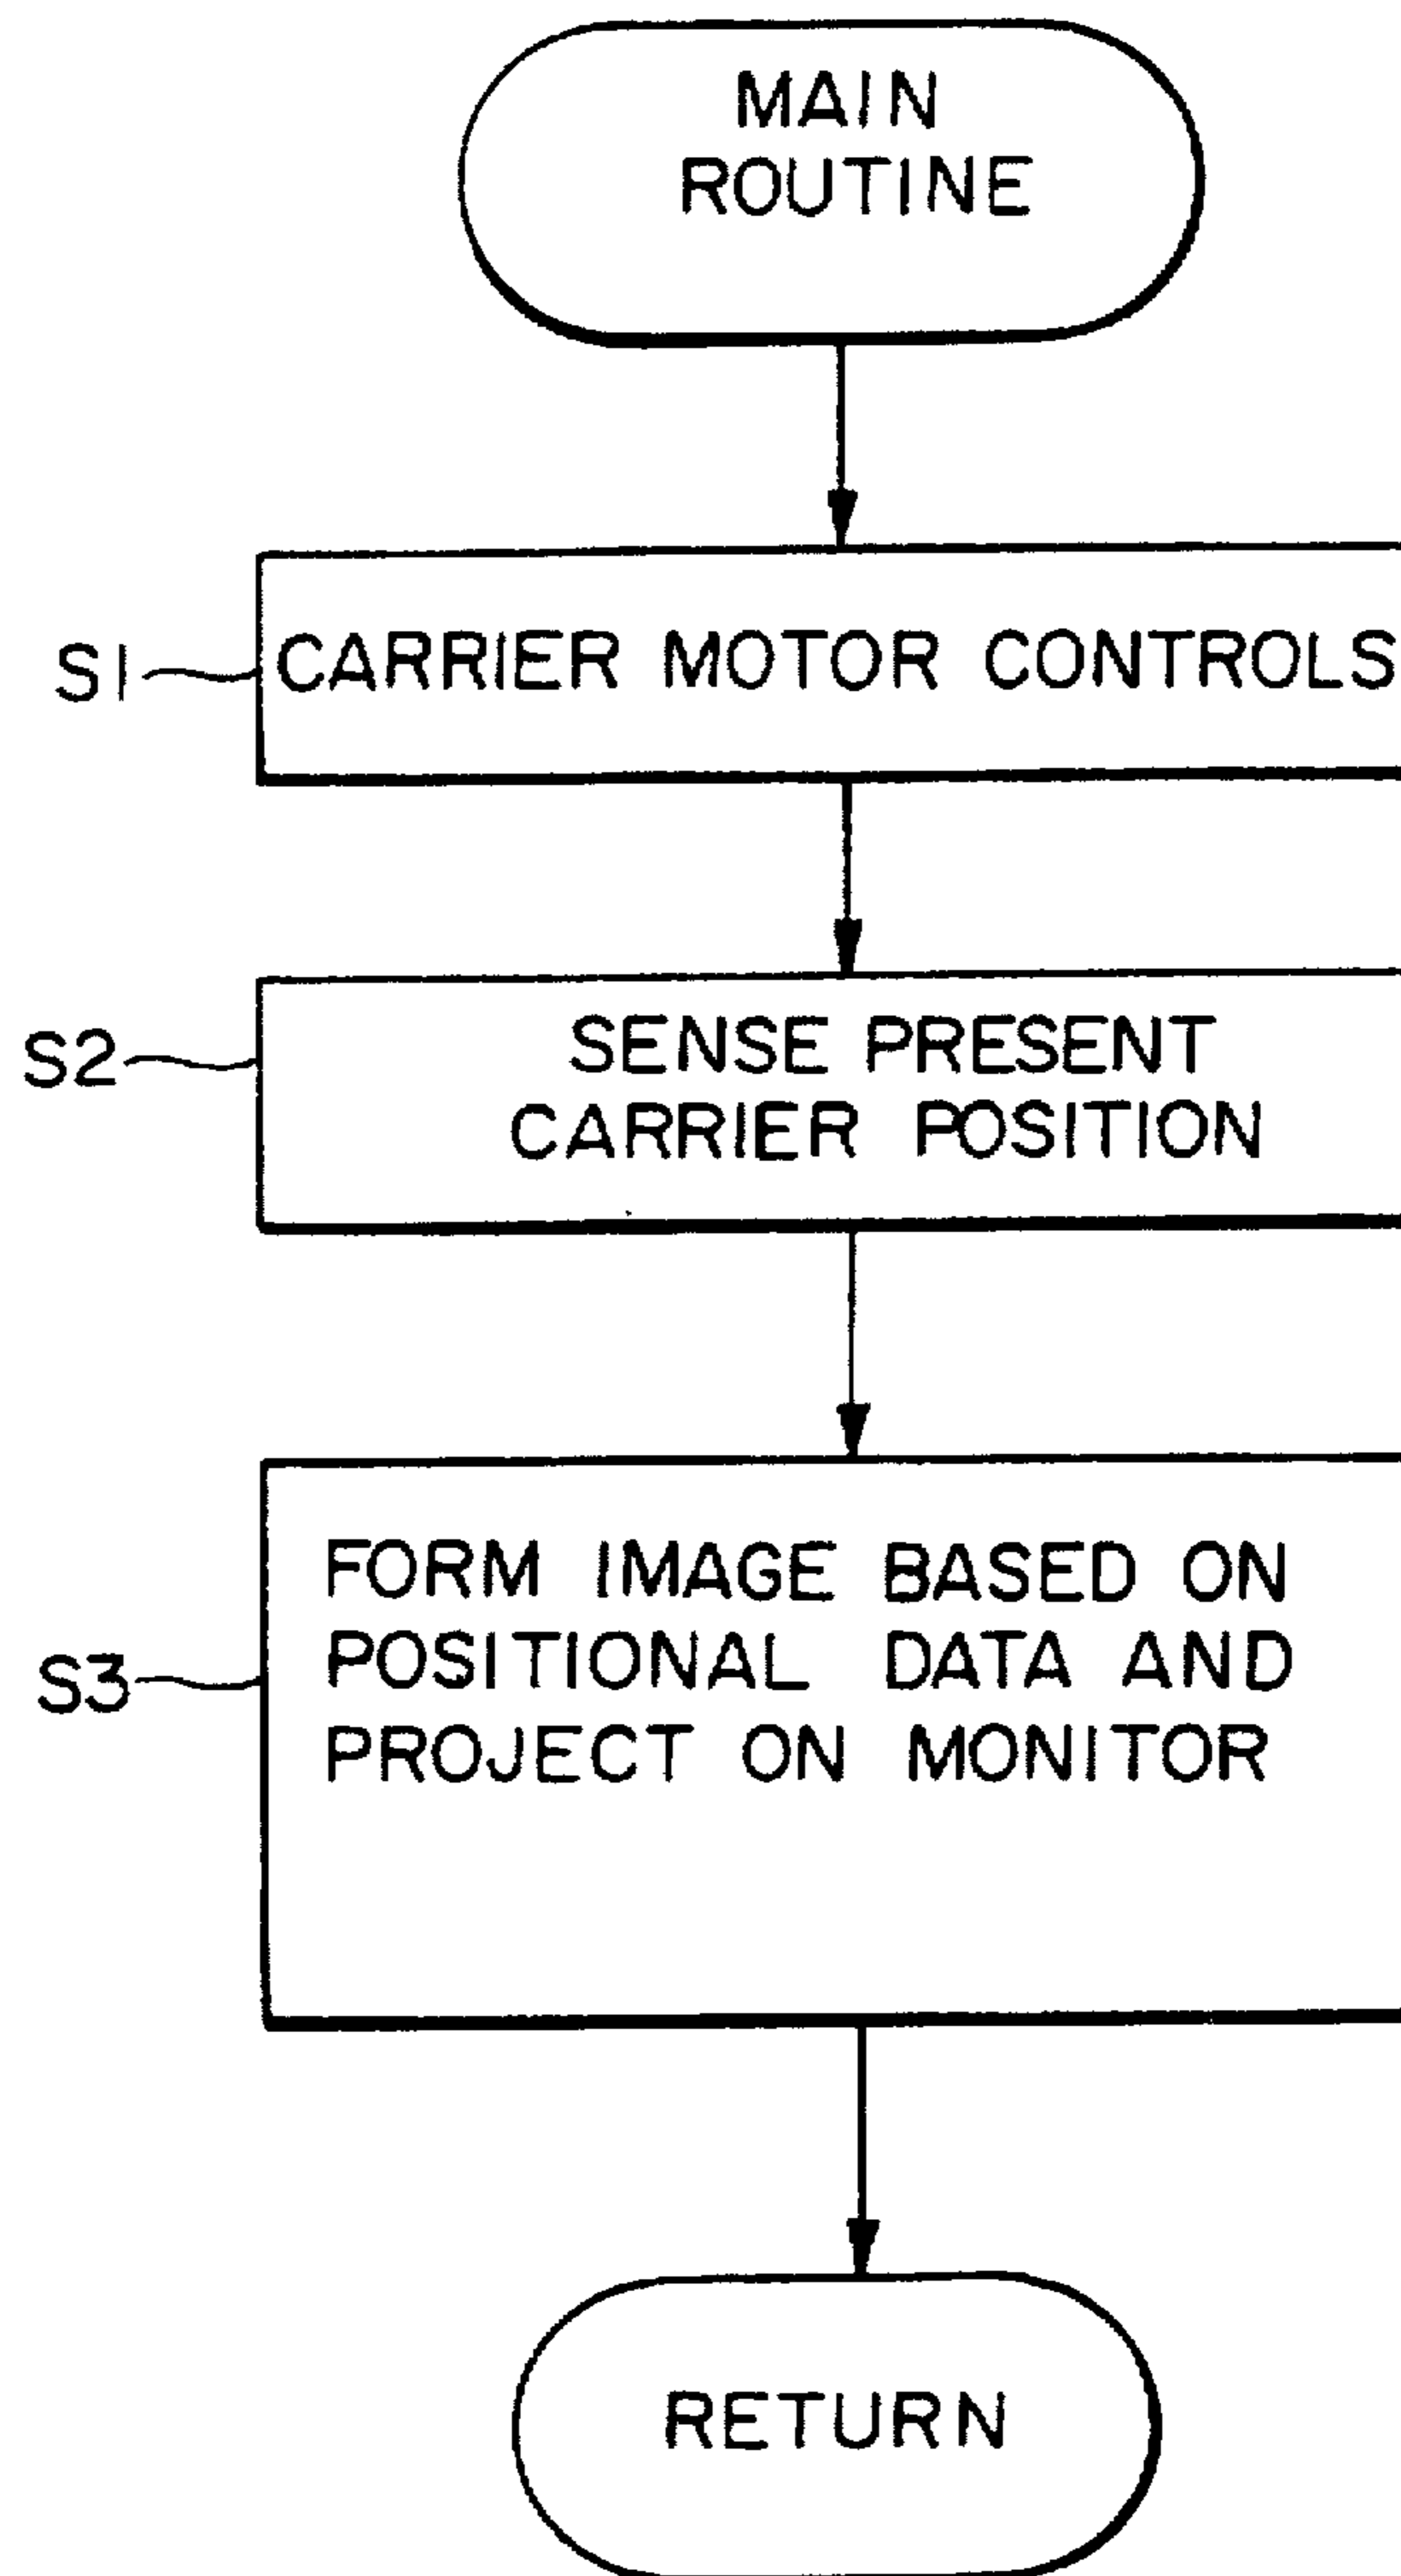 MAIN
ROUTINE
S1
CARRIER MOTOR CONTROLS
S2
SENSE PRESENT
CARRIER POSITION
S3
FORM IMAGE BASED ON
POSITIONAL DATA AND
PROJECT ON MONITOR
RETURN